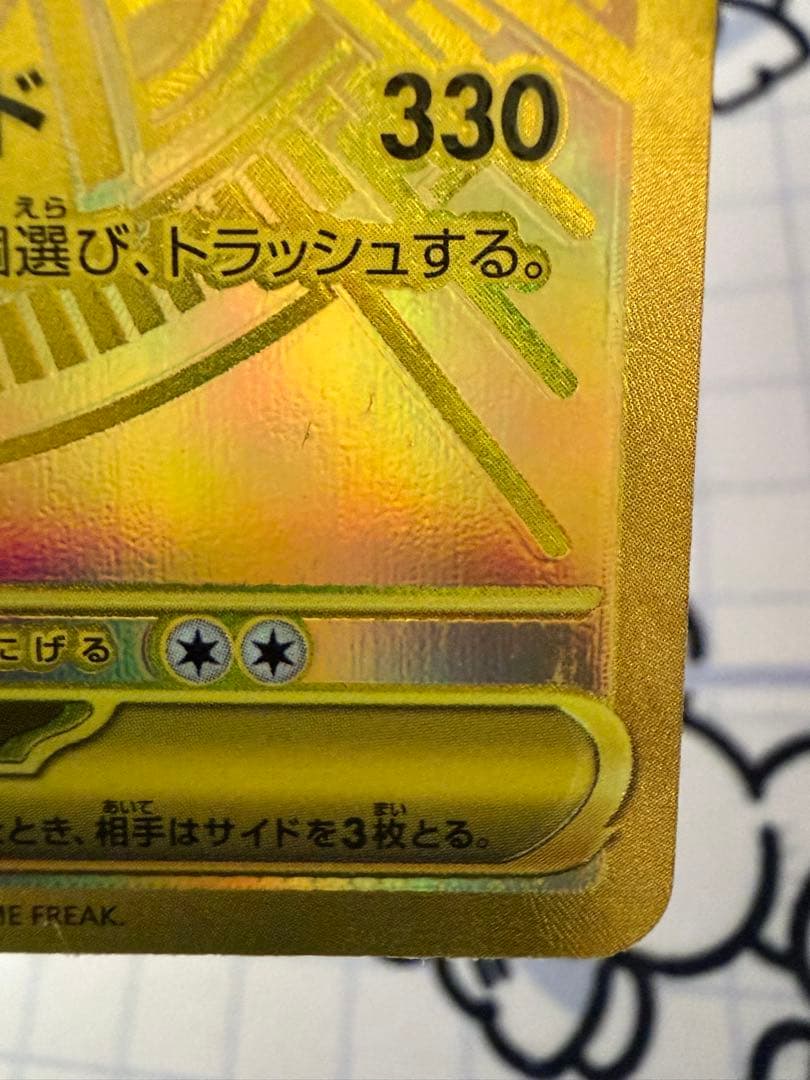 ド 330
えら
選び、トラッシュする。
にげる
あいて まい
とき、相手はサイドを3枚とる。
ME FREAK.